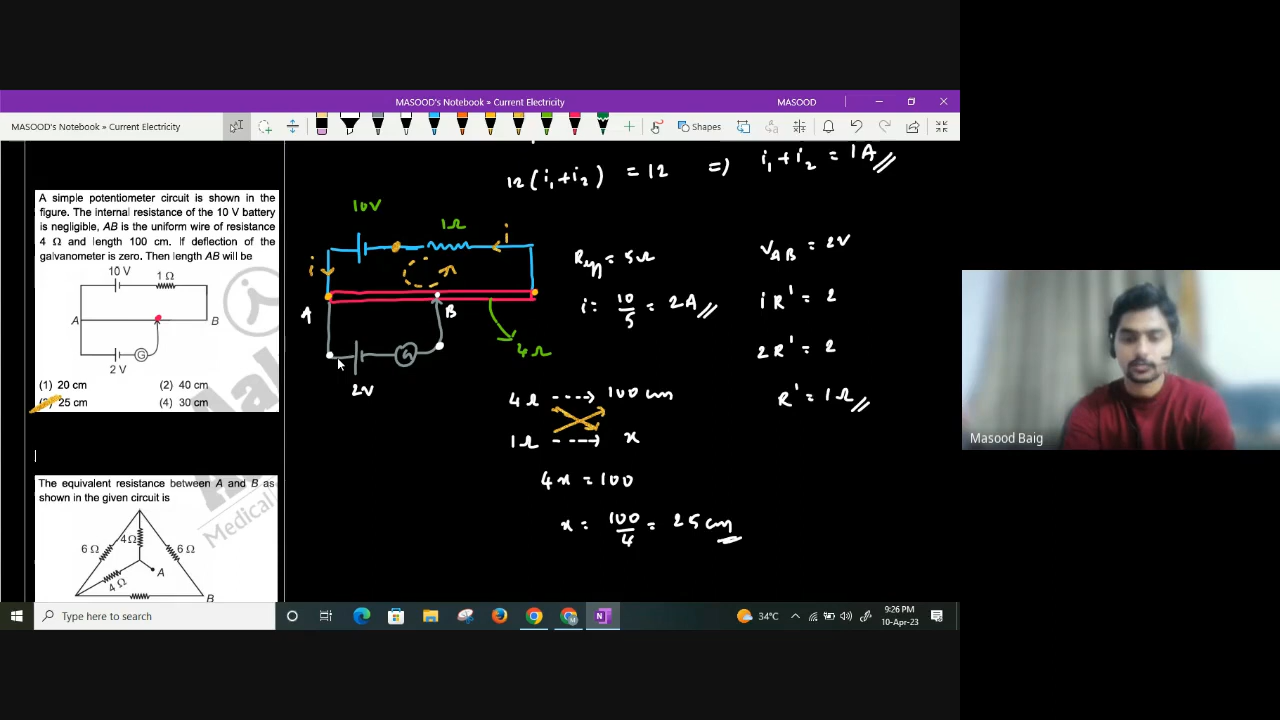 MASOOD's Notebook » Current Electricity
MASOOD
MASOOD's Notebook » Current Electricity
Shapes
12(i₁+i₂) = 12 ⇒ i₁+i₂ = 1A
A simple potentiometer circuit is shown in the
figure. The internal resistance of the 10 V battery
is negligible, AB is the uniform wire of resistance
4 Ω and length 100 cm. If deflection of the
galvanometer is zero. Then length AB will be
10 V
1 Ω
A
B
G
2 V
(1) 20 cm
(2) 40 cm
25 cm
(4) 30 cm
10V
1Ω
i
i
A
B
4Ω
G
2V
Req = 5Ω
i = 10/5 = 2A
V_AB = 2V
iR' = 2
2R' = 2
R' = 1Ω
4Ω ---> 100 cm
1Ω ---> x
4x = 100
x = 100/4 = 25 cm
The equivalent resistance between A and B as
shown in the given circuit is
6 Ω
4Ω
6 Ω
4 Ω
A
B
Medical
Masood Baig
Type here to search
34°C
9:26 PM
10-Apr-23